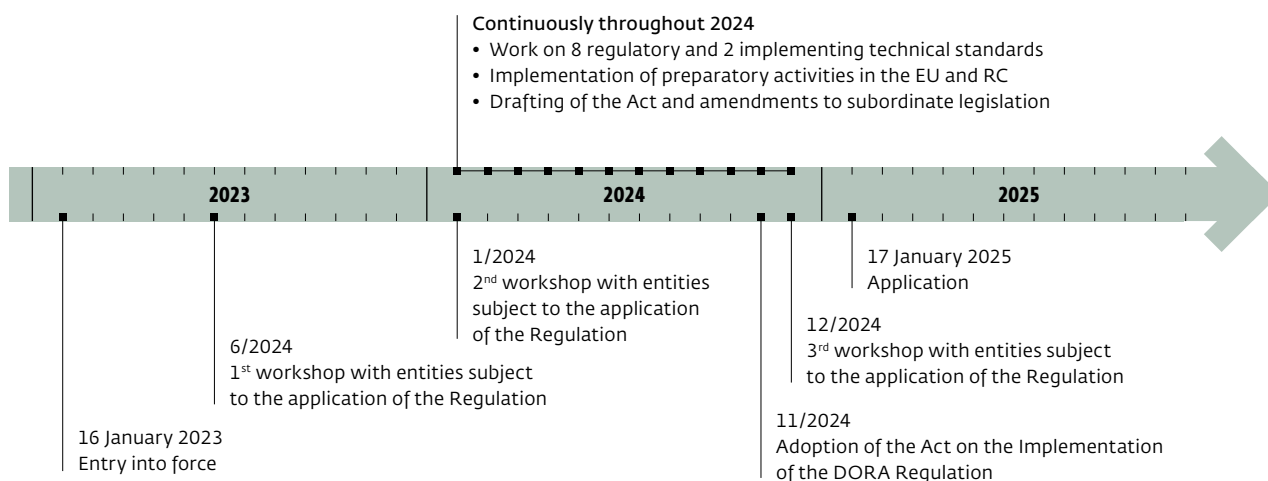 Continuously throughout 2024
• Work on 8 regulatory and 2 implementing technical standards
• Implementation of preparatory activities in the EU and RC
• Drafting of the Act and amendments to subordinate legislation
2023
2024
2025
16 January 2023
Entry into force
6/2024
1st workshop with entities subject
to the application of the Regulation
1/2024
2nd workshop with entities
subject to the application
of the Regulation
11/2024
Adoption of the Act on the Implementation
of the DORA Regulation
12/2024
3rd workshop with entities subject
to the application of the Regulation
17 January 2025
Application